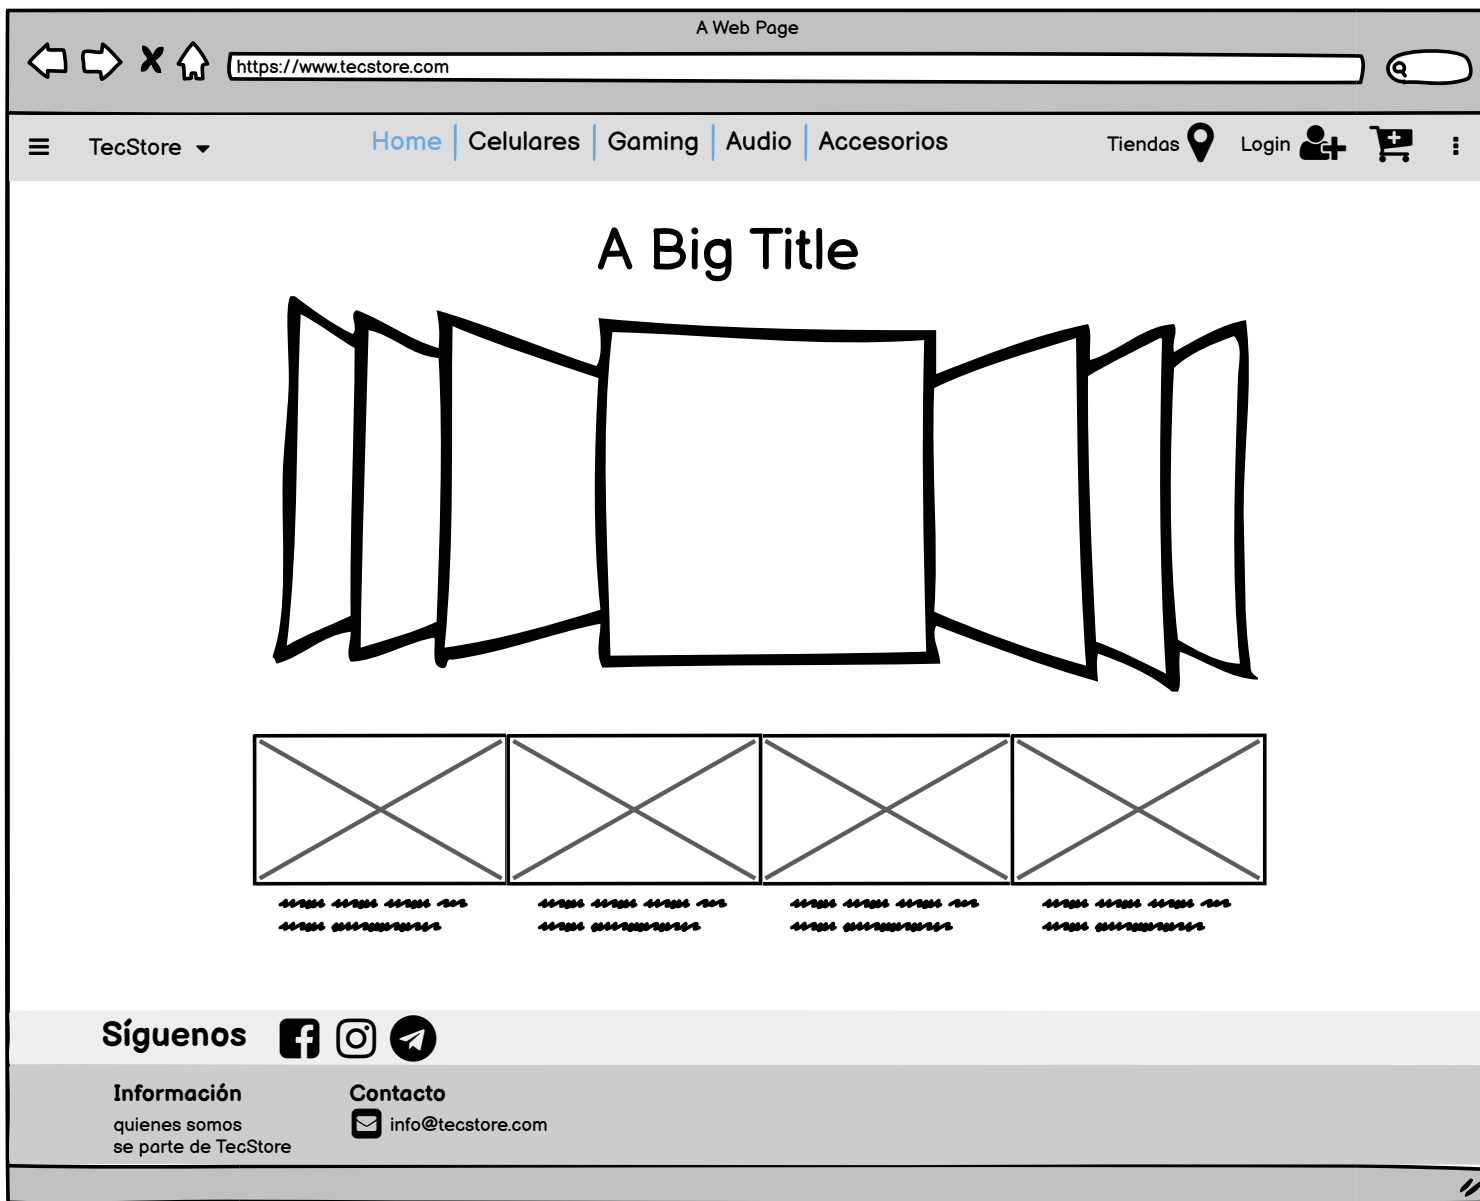 A Web Page
https://www.tecstore.com
TecStore
Home
Celulares
Gaming
Audio
Accesorios
Tiendas
Login
A Big Title
Síguenos
Información
quienes somos
se parte de TecStore
Contacto
info@tecstore.com